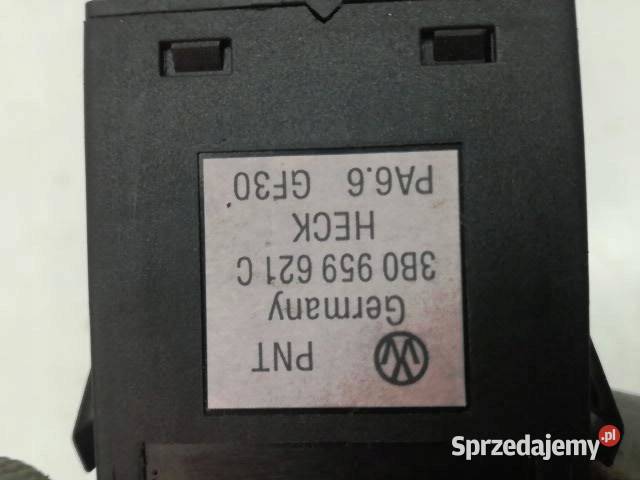 PNT
Germany
3B0 959 621 C
HECK
PA6.6 GF30
Sprzedajemy.pl